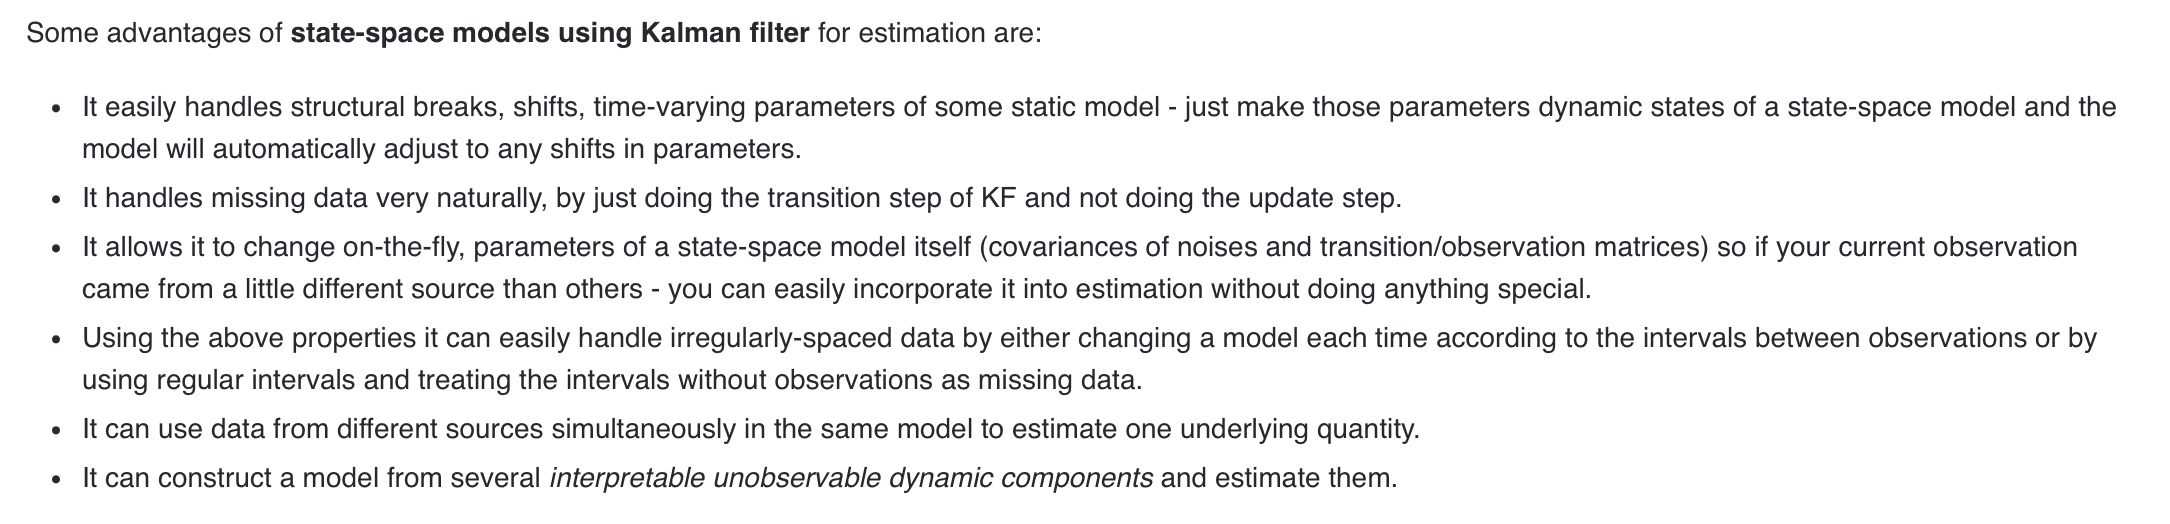 Some advantages of state-space models using Kalman filter for estimation are:
• It easily handles structural breaks, shifts, time-varying parameters of some static model - just make those parameters dynamic states of a state-space model and the
model will automatically adjust to any shifts in parameters.
• It handles missing data very naturally, by just doing the transition step of KF and not doing the update step.
• It allows it to change on-the-fly, parameters of a state-space model itself (covariances of noises and transition/observation matrices) so if your current observation
came from a little different source than others - you can easily incorporate it into estimation without doing anything special.
• Using the above properties it can easily handle irregularly-spaced data by either changing a model each time according to the intervals between observations or by
using regular intervals and treating the intervals without observations as missing data.
• It can use data from different sources simultaneously in the same model to estimate one underlying quantity.
• It can construct a model from several interpretable unobservable dynamic components and estimate them.